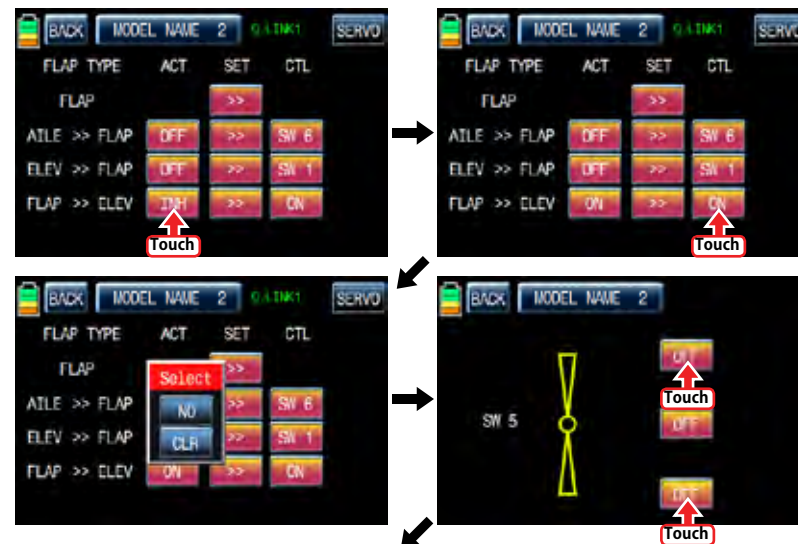 BACK MODEL NAME 2 Q.LINK1 SERVO
FLAP TYPE ACT SET CTL
FLAP >>
AILE >> FLAP OFF >> SW 6
ELEV >> FLAP OFF >> SW 1
FLAP >> ELEV INH >> ON
Touch
BACK MODEL NAME 2 Q.LINK1 SERVO
FLAP TYPE ACT SET CTL
FLAP >>
AILE >> FLAP OFF >> SW 6
ELEV >> FLAP OFF >> SW 1
FLAP >> ELEV ON >> ON
Touch
BACK MODEL NAME 2 Q.LINK1 SERVO
FLAP TYPE ACT SET CTL
FLAP >>
Select
AILE >> FLAP NO >> SW 6
ELEV >> FLAP CLR >> SW 1
FLAP >> ELEV ON >> ON
BACK MODEL NAME 2
OFF
Touch
SW 5 OFF
OFF
Touch